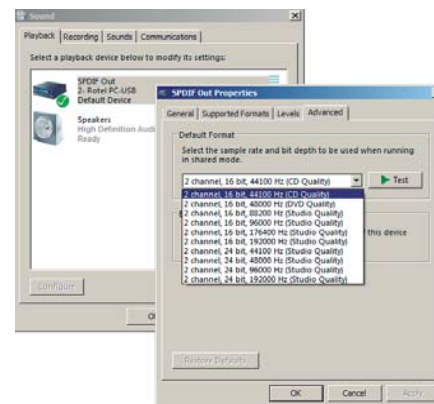 Sound
Playback
Recording
Sounds
Communications
Select a playback device below to modify its settings:
SPDIF Out
2- Rotel PC-USB
Default Device
Speakers
High Definition Audi
Ready
Configure
SPDIF Out Properties
General
Supported Formats
Levels
Advanced
Default Format
Select the sample rate and bit depth to be used when running
in shared mode.
2 channel, 16 bit, 44100 Hz (CD Quality)
Test
2 channel, 16 bit, 44100 Hz (CD Quality)
2 channel, 16 bit, 48000 Hz (DVD Quality)
2 channel, 16 bit, 88200 Hz (Studio Quality)
2 channel, 16 bit, 96000 Hz (Studio Quality)
2 channel, 16 bit, 176400 Hz (Studio Quality)
2 channel, 16 bit, 192000 Hz (Studio Quality)
2 channel, 24 bit, 44100 Hz (Studio Quality)
2 channel, 24 bit, 48000 Hz (Studio Quality)
2 channel, 24 bit, 96000 Hz (Studio Quality)
2 channel, 24 bit, 192000 Hz (Studio Quality)
this device
Restore Defaults
OK
Cancel
Apply